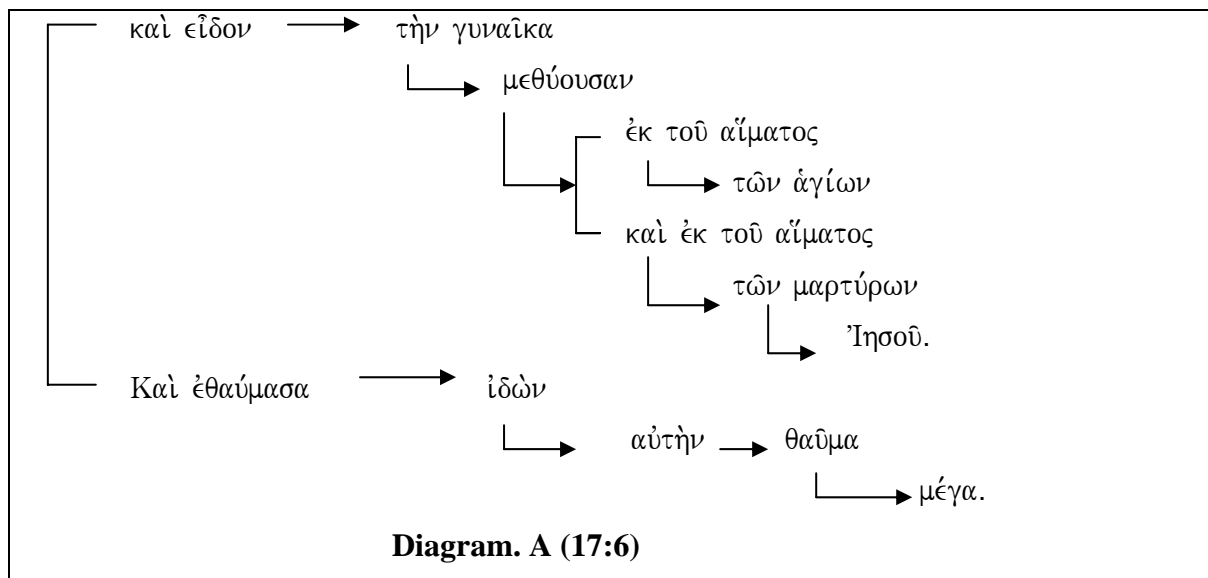 καὶ εἶδον τὴν γυναῖκα
μεθύουσαν
ἐκ τοῦ αἵματος
τῶν ἁγίων
καὶ ἐκ τοῦ αἵματος
τῶν μαρτύρων
Ἰησοῦ.
Καὶ ἐθαύμασα ἰδὼν
αὐτὴν θαῦμα
μέγα.
Diagram. A (17:6)